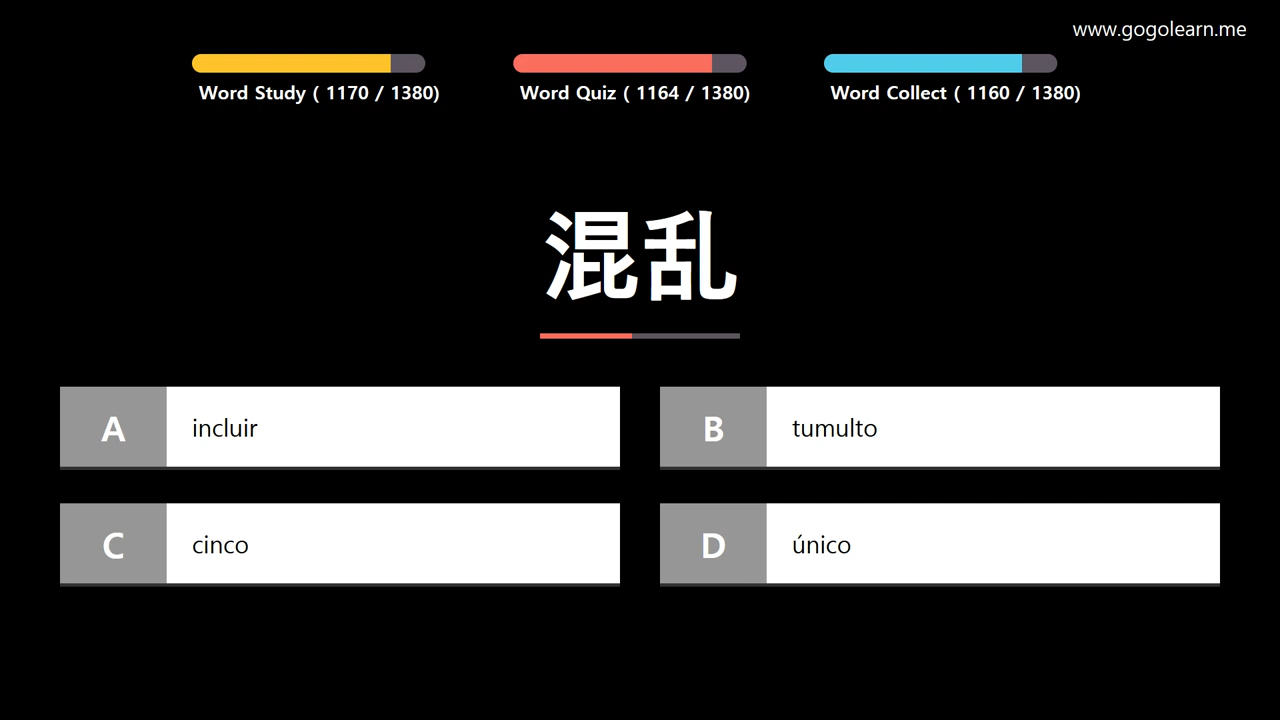 www.gogolearn.me
Word Study ( 1170 / 1380)
Word Quiz ( 1164 / 1380)
Word Collect ( 1160 / 1380)
混乱
A incluir
B tumulto
C cinco
D único